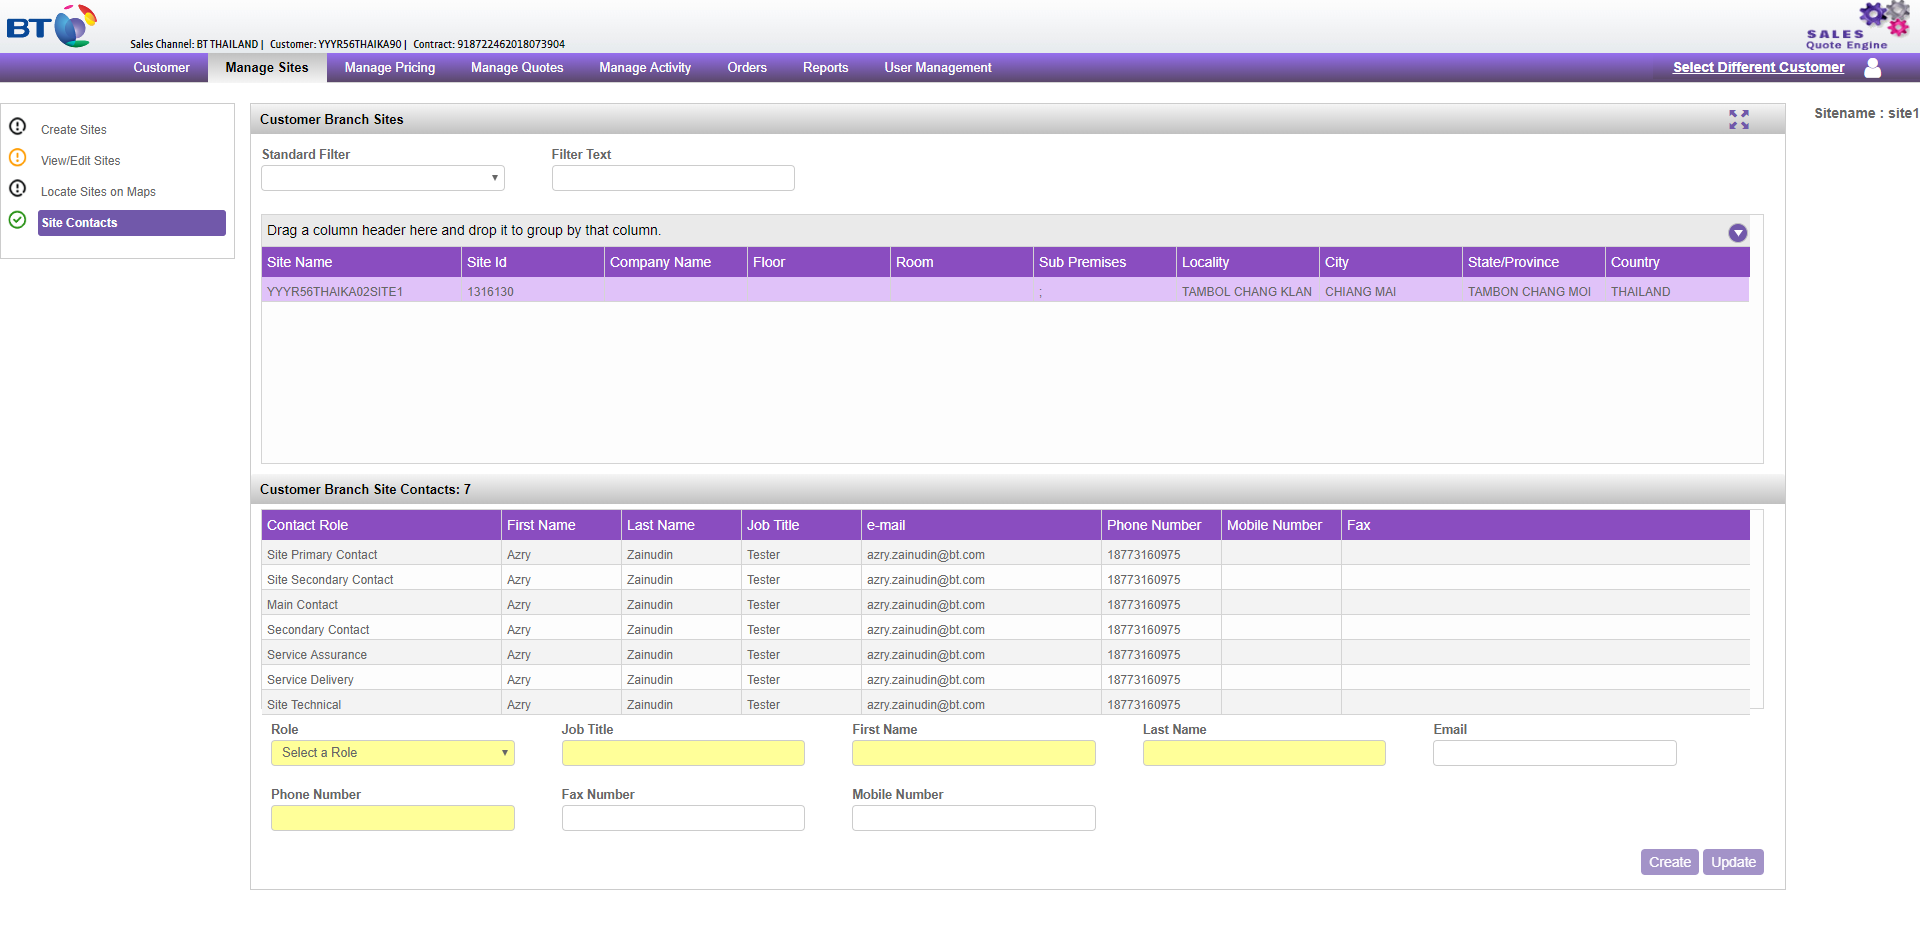 BT
Sales Channel: BT THAILAND | Customer: YYYR56THAIKA90 | Contract: 918722462018073904
SALES
Quote Engine
Customer Manage Sites Manage Pricing Manage Quotes Manage Activity Orders Reports User Management Select Different Customer
Create Sites
View/Edit Sites
Locate Sites on Maps
Site Contacts
Customer Branch Sites
Sitename : site1
Standard Filter Filter Text
Drag a column header here and drop it to group by that column.
Site Name Site Id Company Name Floor Room Sub Premises Locality City State/Province Country
YYYR56THAIKA02SITE1 1316130 ; TAMBOL CHANG KLAN CHIANG MAI TAMBON CHANG MOI THAILAND
Customer Branch Site Contacts: 7
Contact Role First Name Last Name Job Title e-mail Phone Number Mobile Number Fax
Site Primary Contact Azry Zainudin Tester azry.zainudin@bt.com 18773160975
Site Secondary Contact Azry Zainudin Tester azry.zainudin@bt.com 18773160975
Main Contact Azry Zainudin Tester azry.zainudin@bt.com 18773160975
Secondary Contact Azry Zainudin Tester azry.zainudin@bt.com 18773160975
Service Assurance Azry Zainudin Tester azry.zainudin@bt.com 18773160975
Service Delivery Azry Zainudin Tester azry.zainudin@bt.com 18773160975
Site Technical Azry Zainudin Tester azry.zainudin@bt.com 18773160975
Role Job Title First Name Last Name Email
Select a Role
Phone Number Fax Number Mobile Number
Create Update